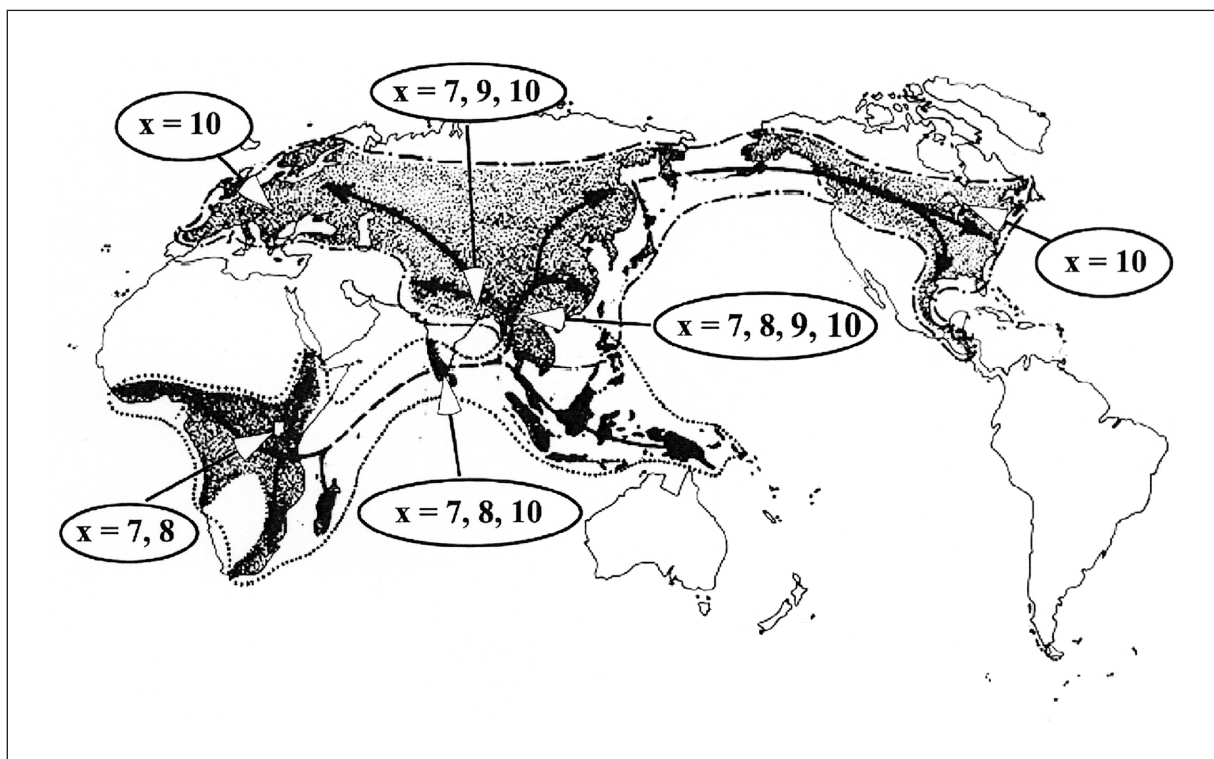 x = 7, 9, 10
x = 10
x = 10
x = 7, 8, 9, 10
x = 7, 8, 10
x = 7, 8